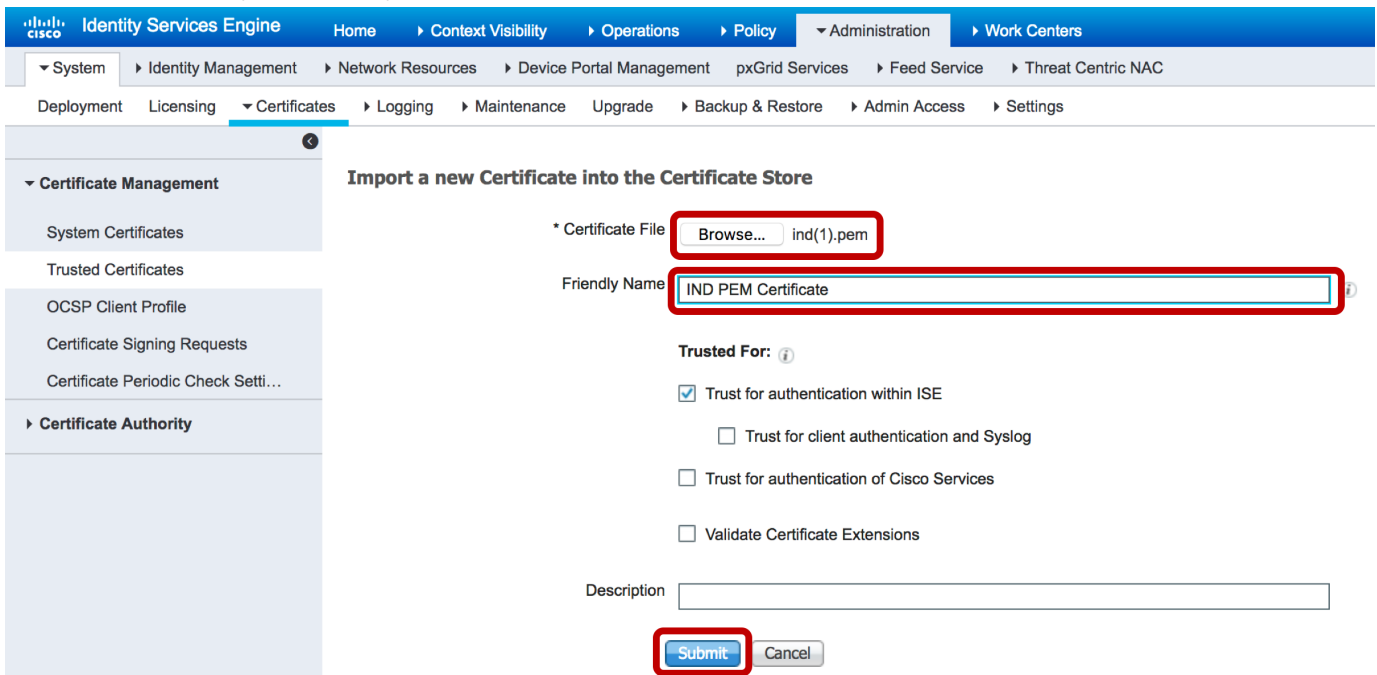 cisco Identity Services Engine Home Context Visibility Operations Policy Administration Work Centers
System Identity Management Network Resources Device Portal Management pxGrid Services Feed Service Threat Centric NAC
Deployment Licensing Certificates Logging Maintenance Upgrade Backup & Restore Admin Access Settings
Certificate Management
System Certificates
Trusted Certificates
OCSP Client Profile
Certificate Signing Requests
Certificate Periodic Check Setti...
Certificate Authority
Import a new Certificate into the Certificate Store
* Certificate File Browse... ind(1).pem
Friendly Name IND PEM Certificate
Trusted For:
Trust for authentication within ISE
Trust for client authentication and Syslog
Trust for authentication of Cisco Services
Validate Certificate Extensions
Description
Submit Cancel